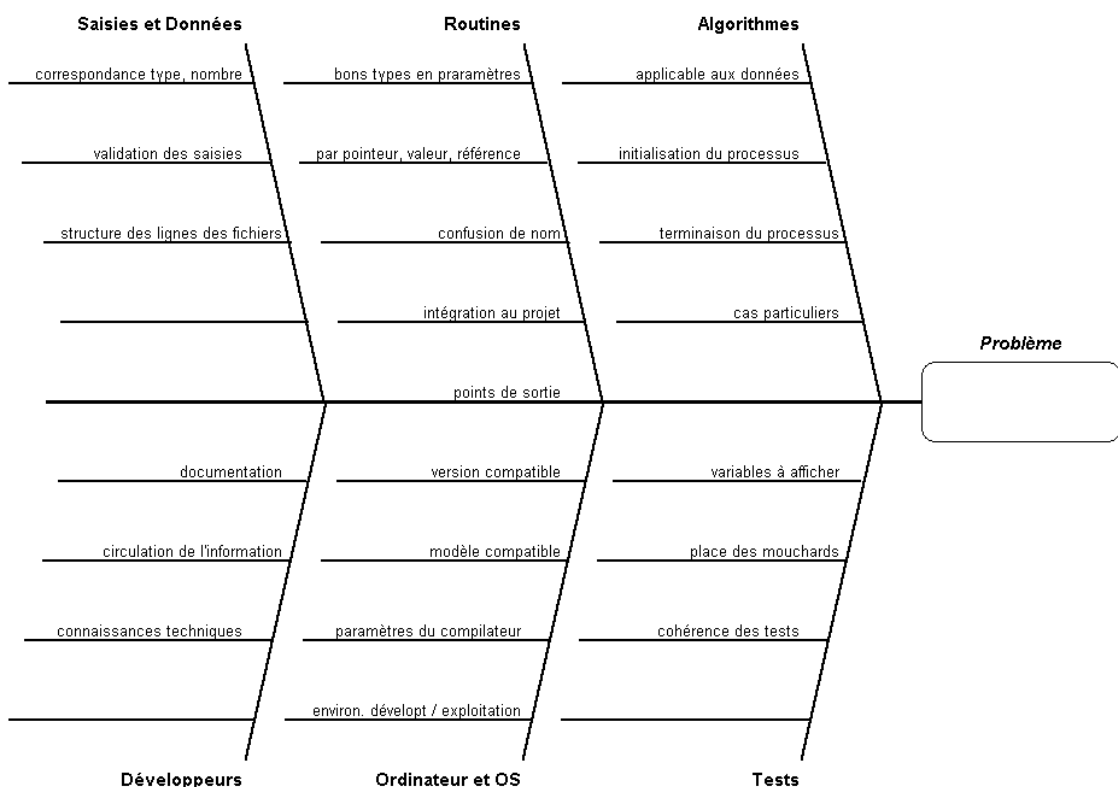 Saisies et Données
Routines
Algorithmes
correspondance type, nombre
bons types en praramètres
applicable aux données
validation des saisies
par pointeur, valeur, référence
initialisation du processus
structure des lignes des fichiers
confusion de nom
terminaison du processus
intégration au projet
cas particuliers
Problème
points de sortie
documentation
version compatible
variables à afficher
circulation de l'information
modèle compatible
place des mouchards
connaissances techniques
paramètres du compilateur
cohérence des tests
environ. dévelopt / exploitation
Développeurs
Ordinateur et OS
Tests